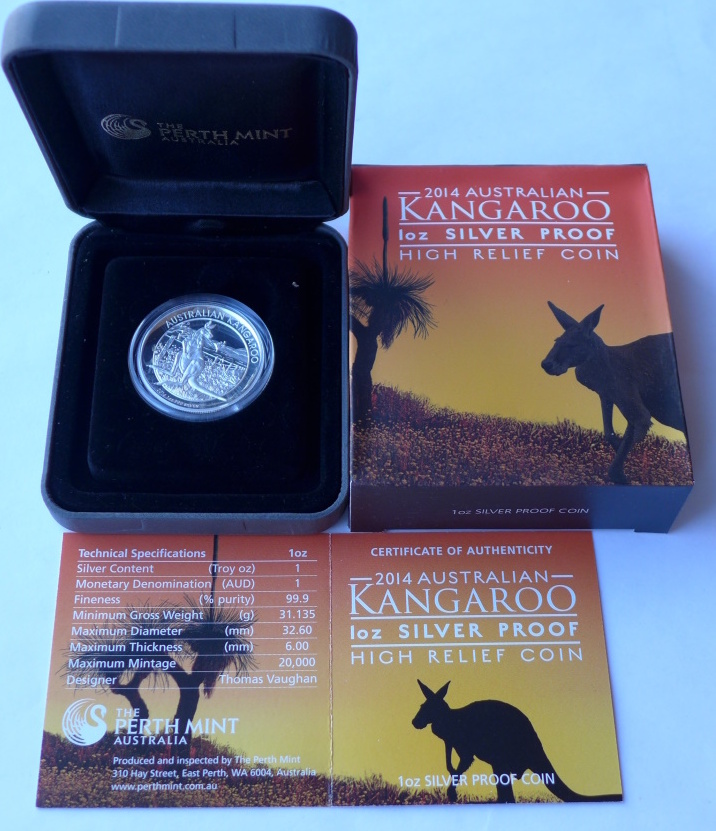 THE
PERTH MINT
AUSTRALIA
AUSTRALIAN KANGAROO
2014 AUSTRALIAN
KANGAROO
1oz SILVER PROOF
HIGH RELIEF COIN
1oz SILVER PROOF COIN
Technical Specifications 1oz
Silver Content (Troy oz) 1
Monetary Denomination (AUD) 1
Fineness (% purity) 99.9
Minimum Gross Weight (g) 31.135
Maximum Diameter (mm) 32.60
Maximum Thickness (mm) 6.00
Maximum Mintage 20,000
Designer Thomas Vaughan
THE
PERTH MINT
AUSTRALIA
Produced and inspected by The Perth Mint
310 Hay Street, East Perth, WA 6004, Australia
www.perthmint.com.au
CERTIFICATE OF AUTHENTICITY
2014 AUSTRALIAN
KANGAROO
1oz SILVER PROOF
HIGH RELIEF COIN
1oz SILVER PROOF COIN